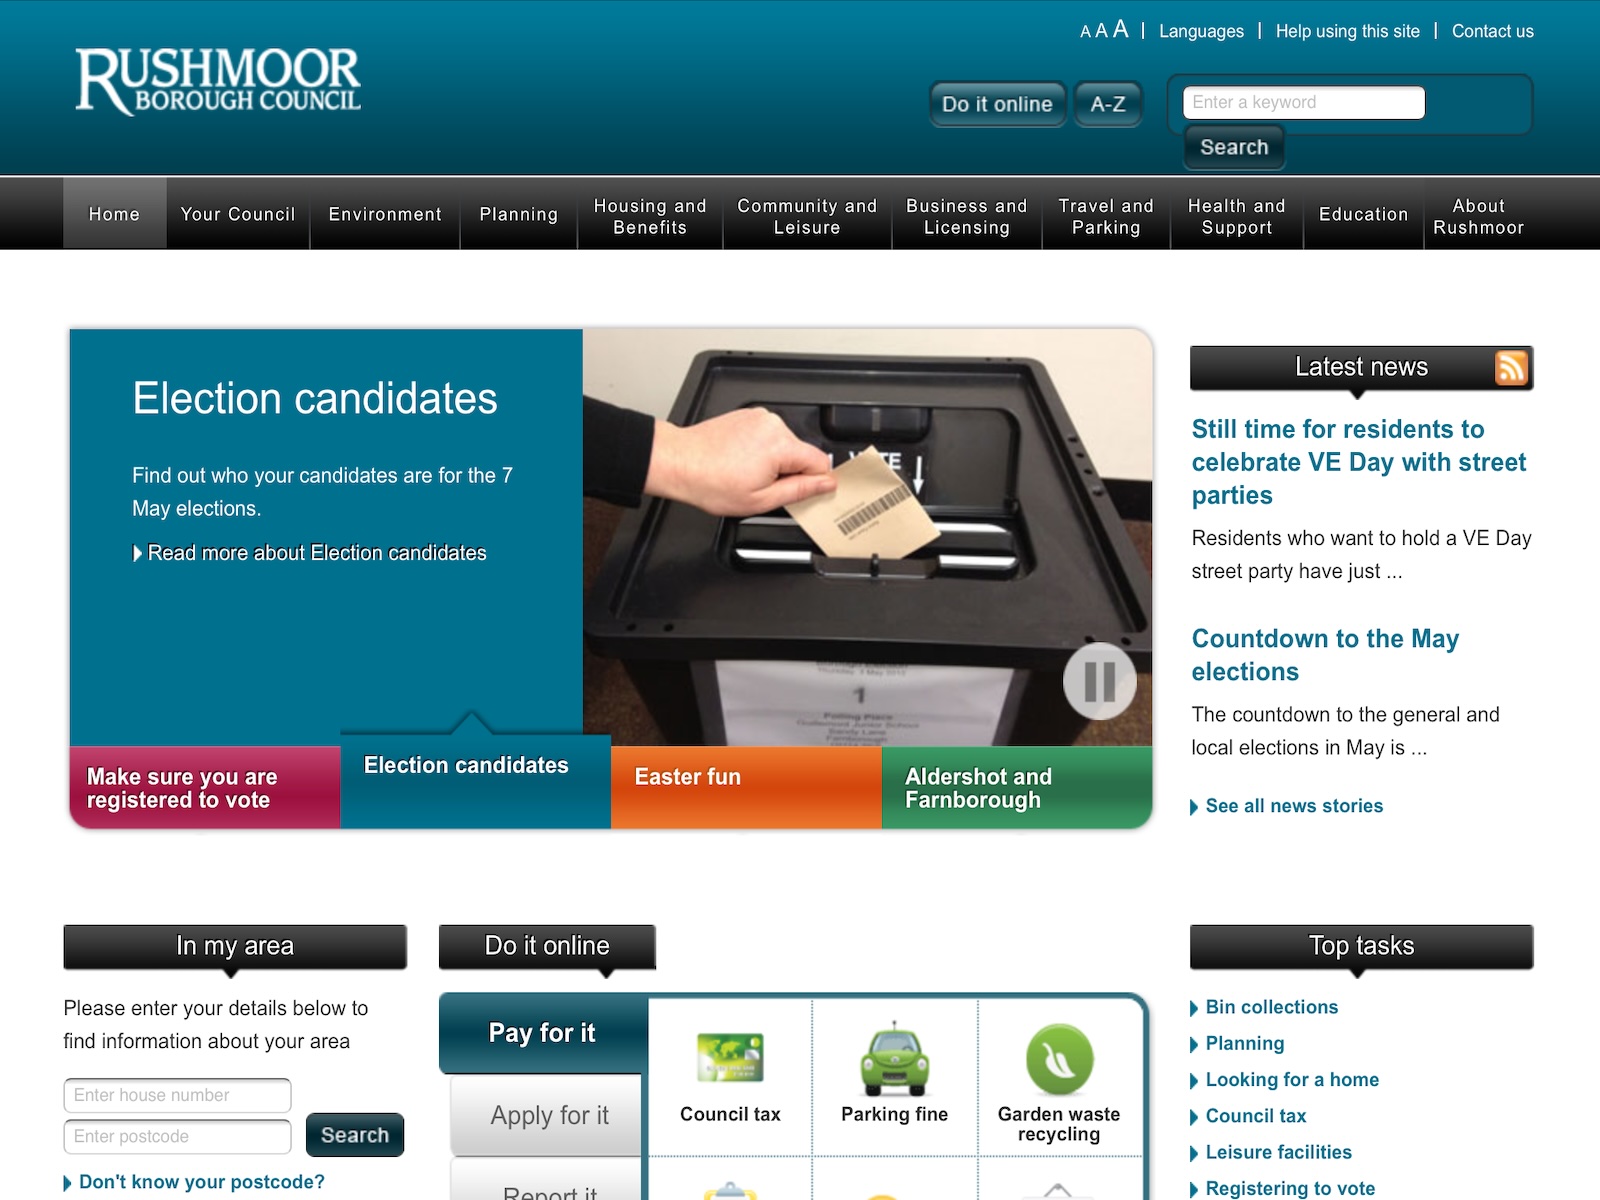 A A A
Languages
Help using this site
Contact us
RUSHMOOR
BOROUGH COUNCIL
Do it online
A-Z
Enter a keyword
Search
Home
Your Council
Environment
Planning
Housing and
Benefits
Community and
Leisure
Business and
Licensing
Travel and
Parking
Health and
Support
Education
About
Rushmoor
Election candidates
Find out who your candidates are for the 7
May elections.
Read more about Election candidates
VOTE
1
Polling Place
Make sure you are
registered to vote
Election candidates
Easter fun
Aldershot and
Farnborough
Latest news
Still time for residents to
celebrate VE Day with street
parties
Residents who want to hold a VE Day
street party have just ...
Countdown to the May
elections
The countdown to the general and
local elections in May is ...
See all news stories
In my area
Please enter your details below to
find information about your area
Enter house number
Enter postcode
Search
Don't know your postcode?
Do it online
Pay for it
Apply for it
Report it
Council tax
Parking fine
Garden waste
recycling
Top tasks
Bin collections
Planning
Looking for a home
Council tax
Leisure facilities
Registering to vote